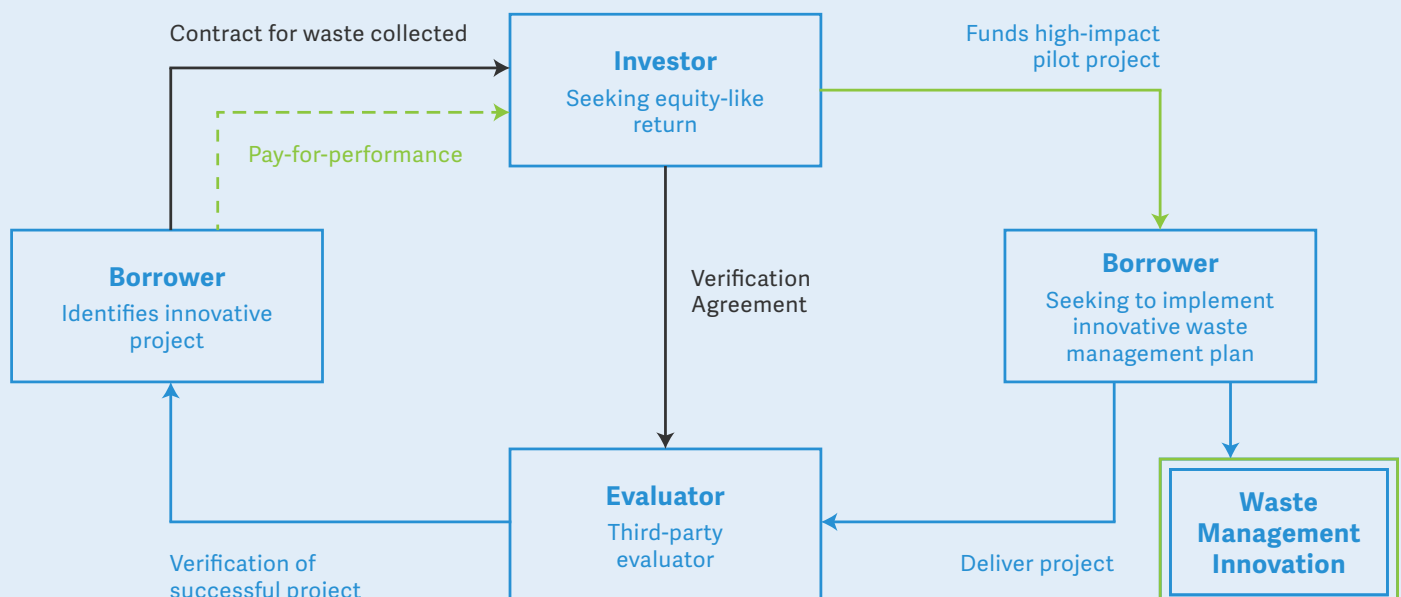 Contract for waste collected
Investor
Seeking equity-like
return
Funds high-impact
pilot project
Pay-for-performance
Borrower
Identifies innovative
project
Verification
Agreement
Borrower
Seeking to implement
innovative waste
management plan
Evaluator
Third-party
evaluator
Waste
Management
Innovation
Verification of
successful project
Deliver project